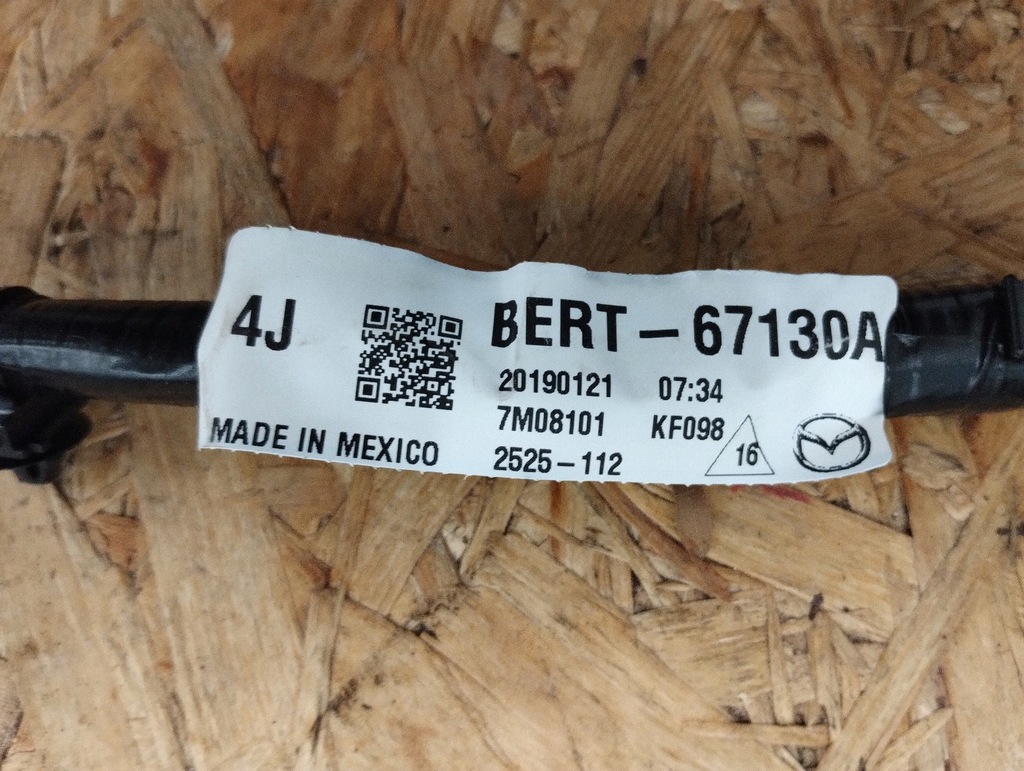 4J
BERT-67130A
20190121 07:34
7M08101 KF098
MADE IN MEXICO
2525-112
16